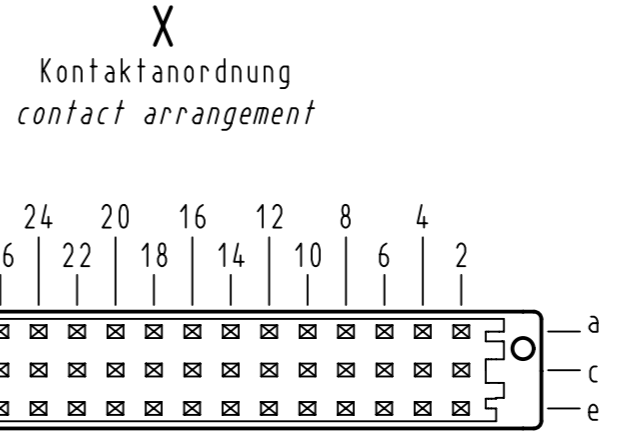 X
Kontaktanordnung
contact arrangement
24 20 16 12 8 4
6 22 18 14 10 6 2
a
c
e